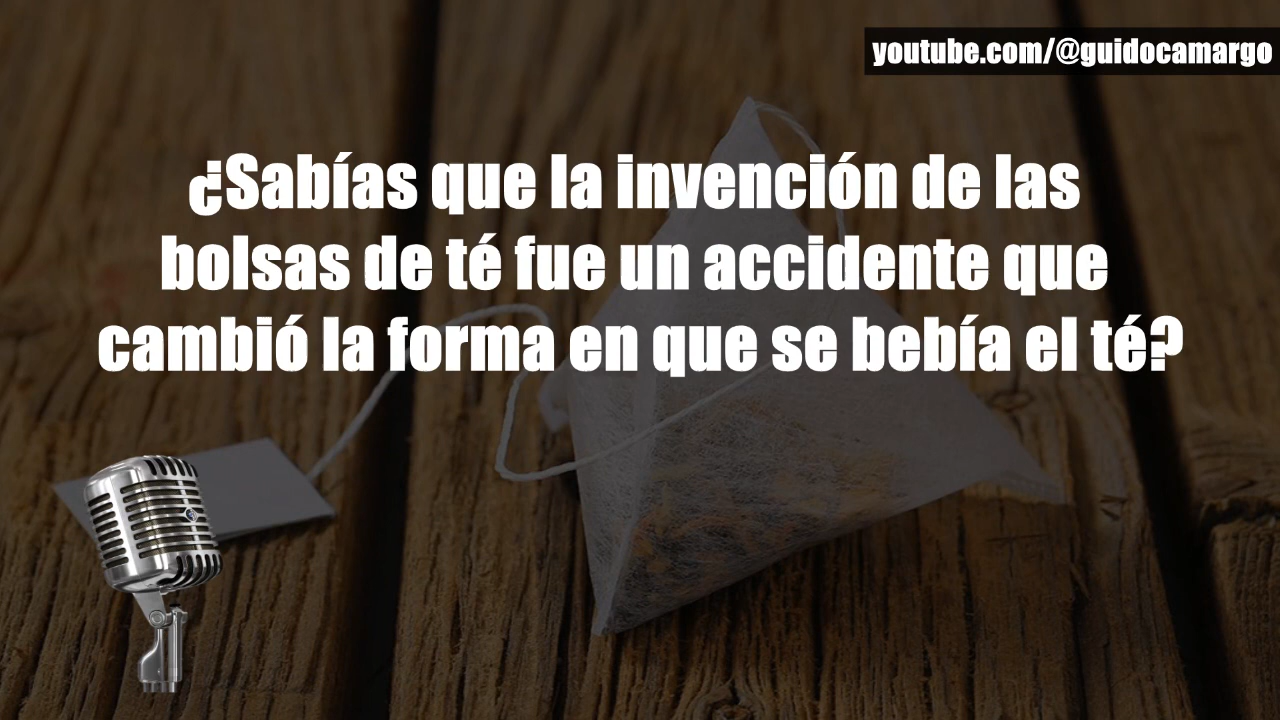 youtube.com/@guidocamargo
¿Sabías que la invención de las
bolsas de té fue un accidente que
cambió la forma en que se bebía el té?